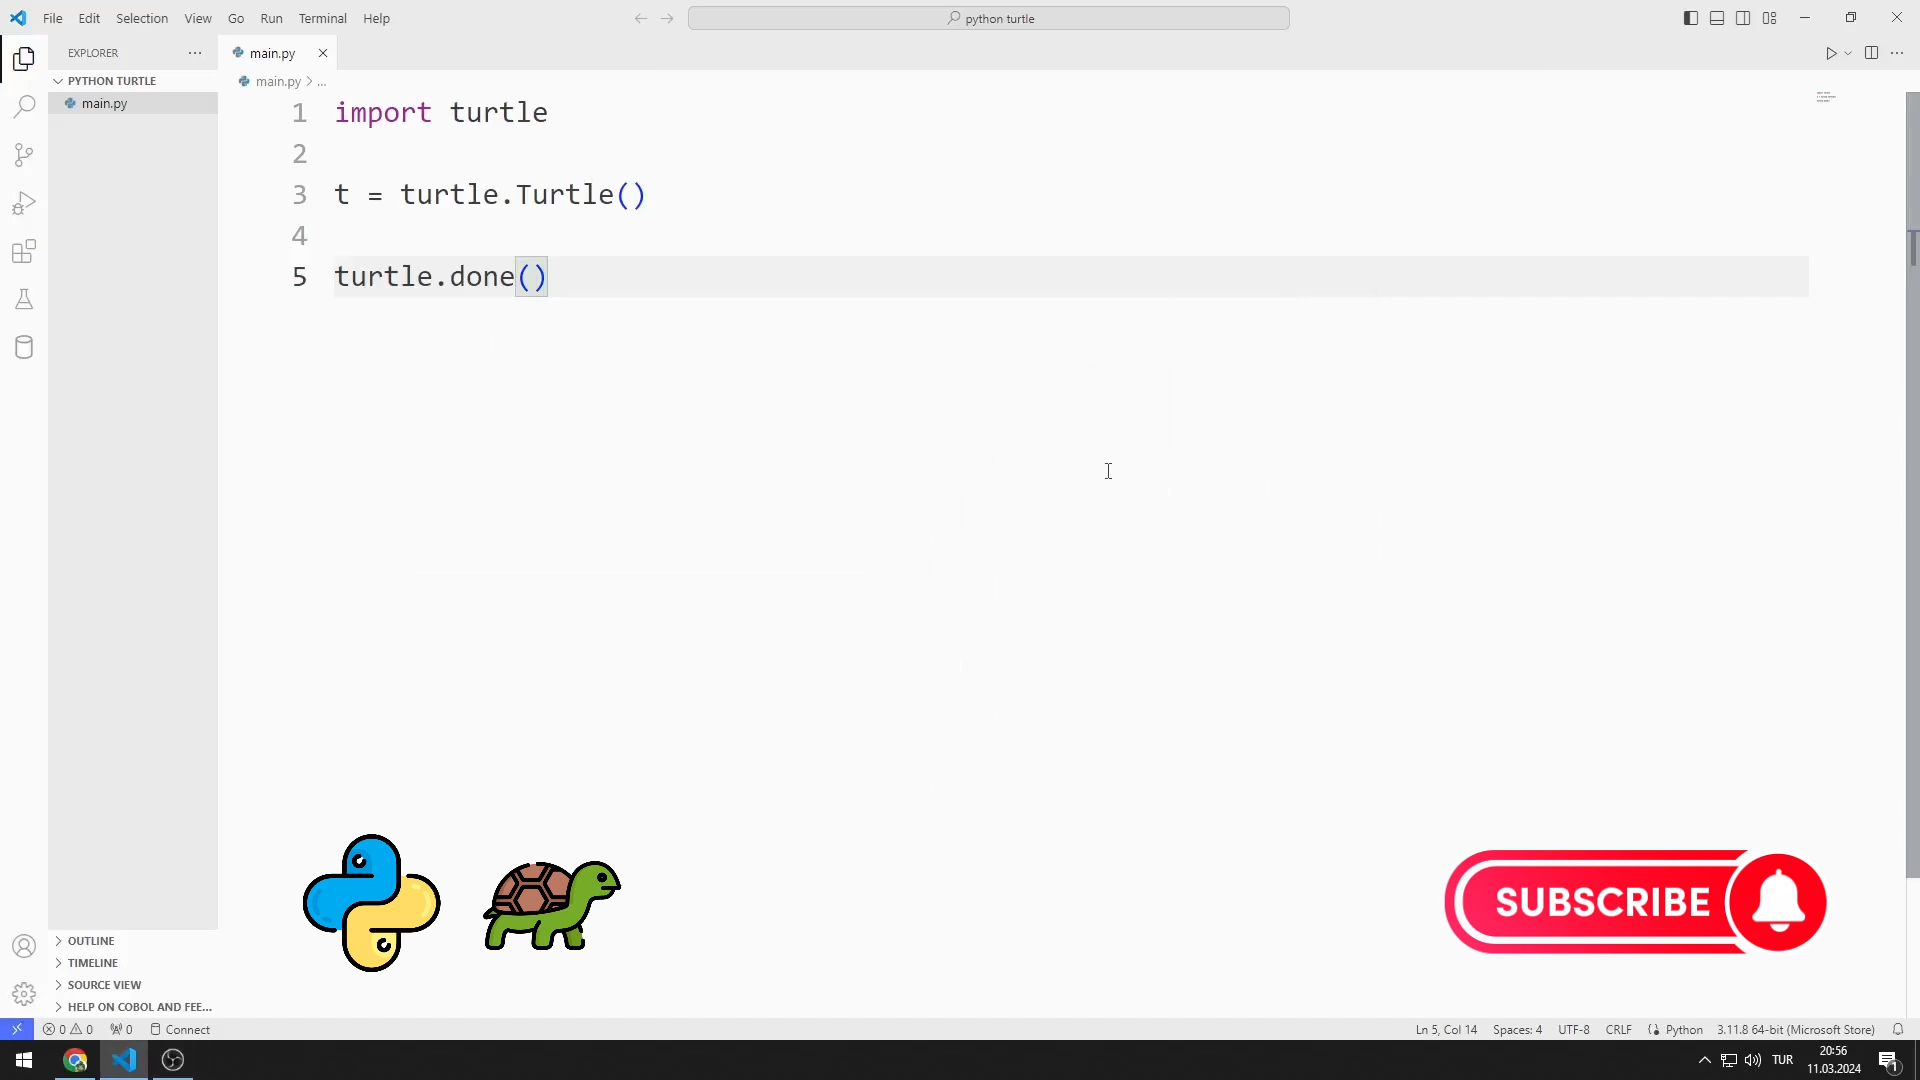 File Edit Selection View Go Run Terminal Help
python turtle
EXPLORER
main.py
PYTHON TURTLE
main.py > ...
main.py
1 import turtle
2
3 t = turtle.Turtle()
4
5 turtle.done()
SUBSCRIBE
OUTLINE
TIMELINE
SOURCE VIEW
HELP ON COBOL AND FEE...
0 0 0 Connect
Ln 5, Col 14 Spaces: 4 UTF-8 CRLF Python 3.11.8 64-bit (Microsoft Store)
TUR
20:56
11.03.2024
1